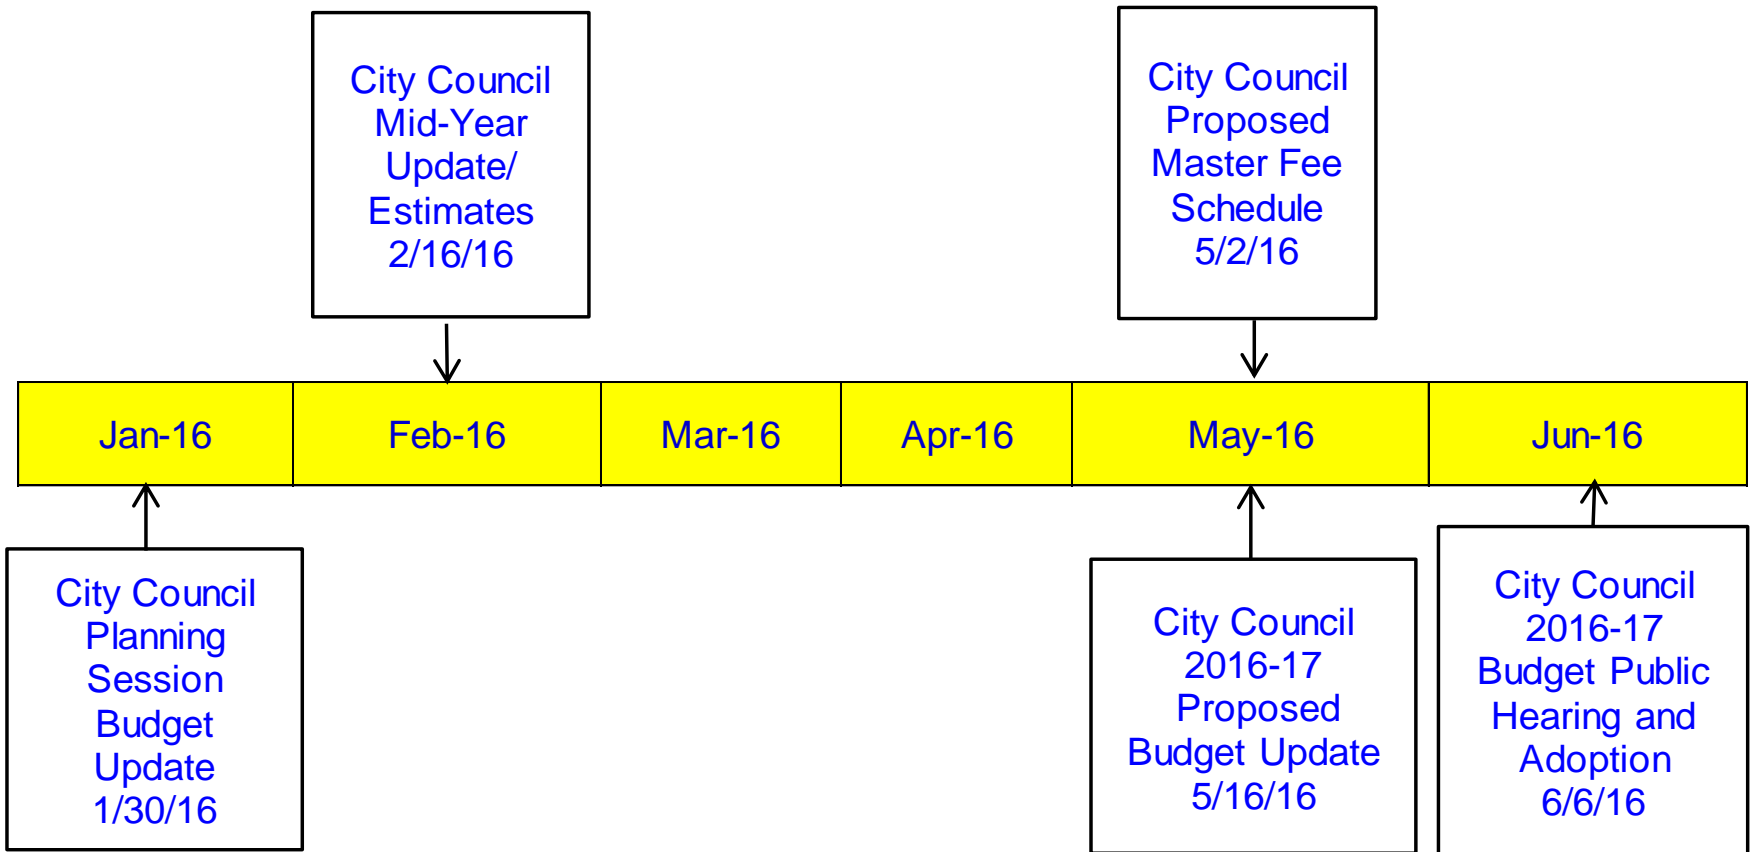 City Council
Mid-Year
Update/
Estimates
2/16/16
City Council
Proposed
Master Fee
Schedule
5/2/16
Jan-16
Feb-16
Mar-16
Apr-16
May-16
Jun-16
City Council
Planning
Session
Budget
Update
1/30/16
City Council
2016-17
Proposed
Budget Update
5/16/16
City Council
2016-17
Budget Public
Hearing and
Adoption
6/6/16